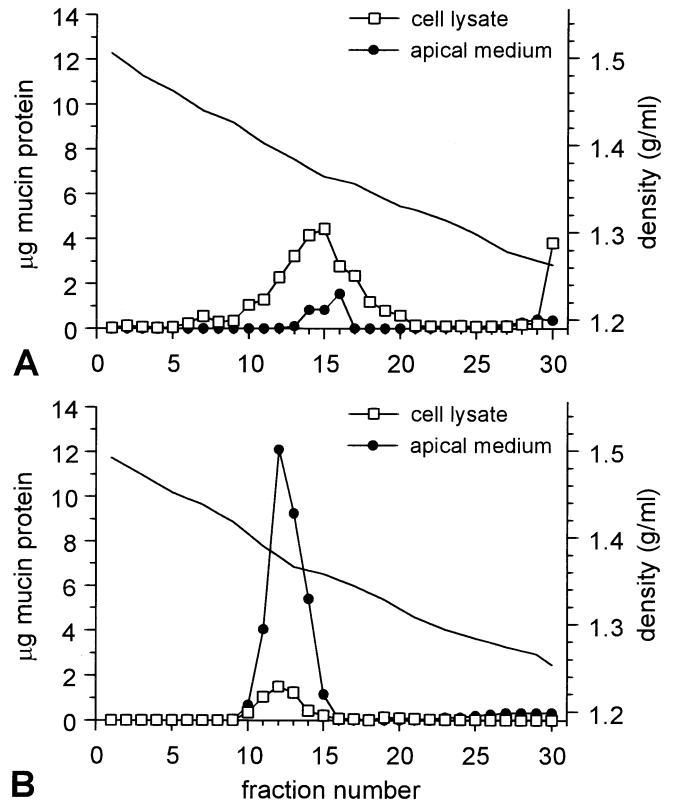 cell lysate
apical medium
14
12
10
8
6
4
2
0
µg mucin protein
1.5
1.4
1.3
1.2
density (g/ml)
0 5 10 15 20 25 30
A
cell lysate
apical medium
14
12
10
8
6
4
2
0
µg mucin protein
1.5
1.4
1.3
1.2
density (g/ml)
0 5 10 15 20 25 30
fraction number
B